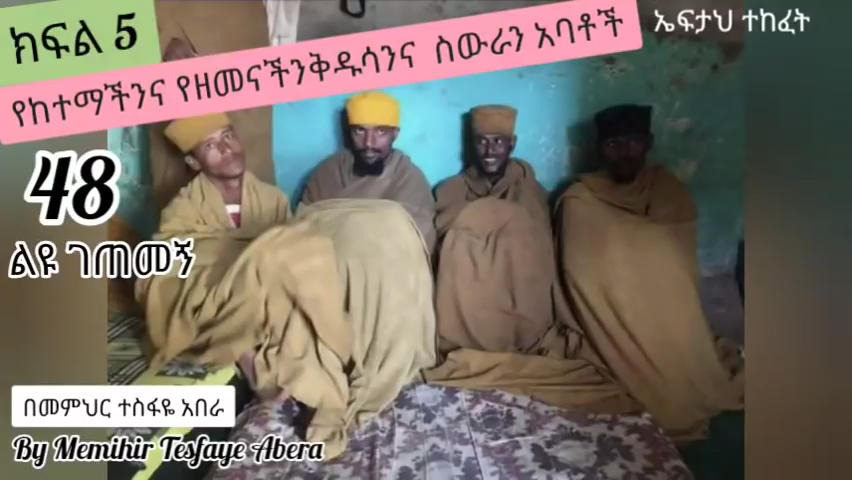 ክፍል 5
ኤፍታህ ተከፈት
የከተማችንና የዘመናችንቅዱሳንና ስውራን አባቶች
48
ልዩ ገጠመኝ
በመምህር ተስፋዬ አበራ
By Memihir Tesfaye Abera